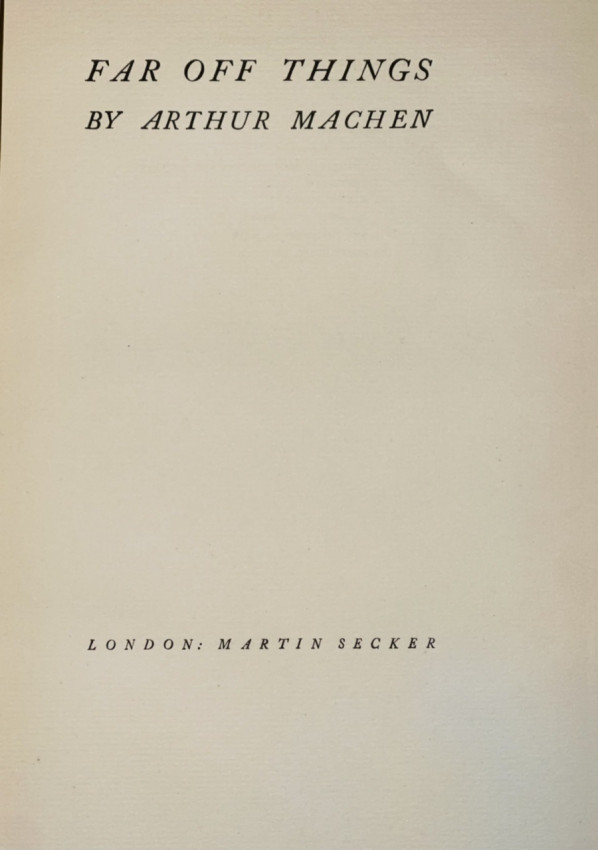 FAR OFF THINGS
BY ARTHUR MACHEN
LONDON: MARTIN SECKER